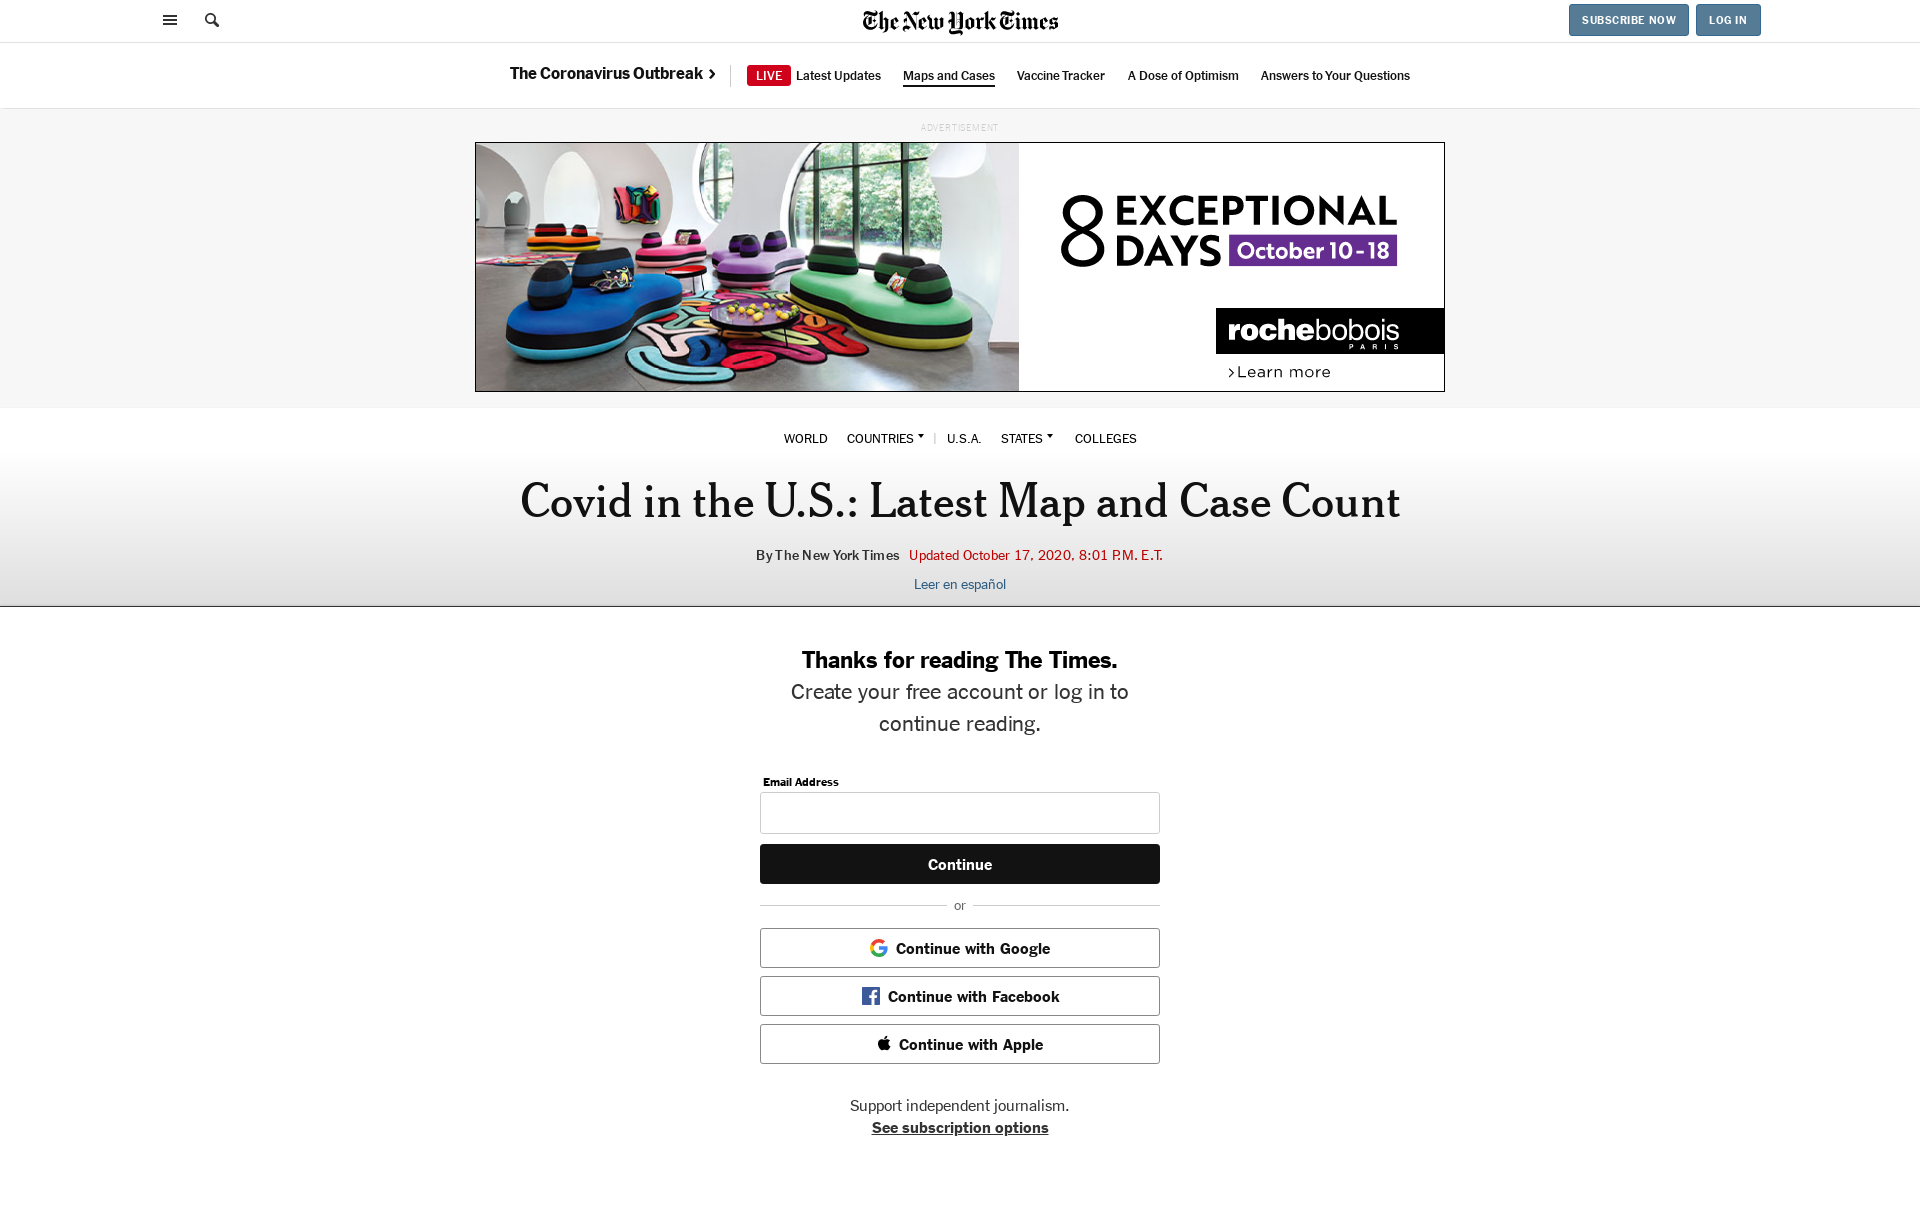 The New York Times
SUBSCRIBE NOW
LOG IN
The Coronavirus Outbreak
LIVE Latest Updates
Maps and Cases
Vaccine Tracker
A Dose of Optimism
Answers to Your Questions
ADVERTISEMENT
8 EXCEPTIONAL
DAYS October 10 - 18
rochebobois
PARIS
>Learn more
WORLD
COUNTRIES
U.S.A.
STATES
COLLEGES
Covid in the U.S.: Latest Map and Case Count
By The New York Times Updated October 17, 2020, 8:01 P.M. E.T.
Leer en español
Thanks for reading The Times.
Create your free account or log in to
continue reading.
Email Address
Continue
or
Continue with Google
Continue with Facebook
Continue with Apple
Support independent journalism.
See subscription options